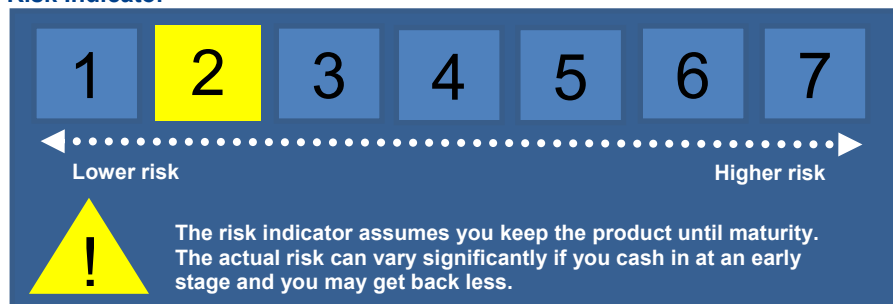 Risk Indicator
1 2 3 4 5 6 7
Lower risk Higher risk
! The risk indicator assumes you keep the product until maturity.
The actual risk can vary significantly if you cash in at an early
stage and you may get back less.